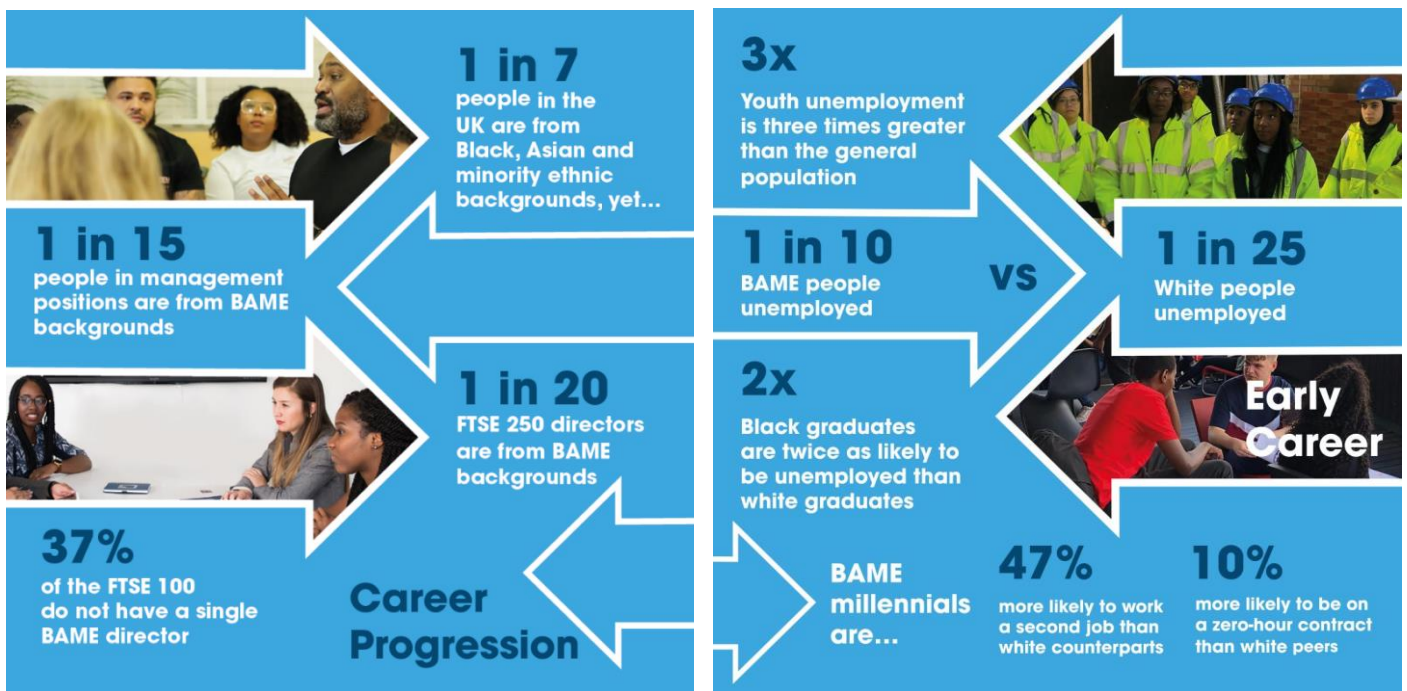 1 in 7
people in the
UK are from
Black, Asian and
minority ethnic
backgrounds, yet...
1 in 15
people in management
positions are from BAME
backgrounds
1 in 20
FTSE 250 directors
are from BAME
backgrounds
37%
of the FTSE 100
do not have a single
BAME director
Career
Progression
3x
Youth unemployment
is three times greater
than the general
population
1 in 10
BAME people
unemployed
vs
1 in 25
White people
unemployed
2x
Black graduates
are twice as likely to
be unemployed than
white graduates
Early
Career
BAME
millennials
are...
47%
more likely to work
a second job than
white counterparts
10%
more likely to be on
a zero-hour contract
than white peers